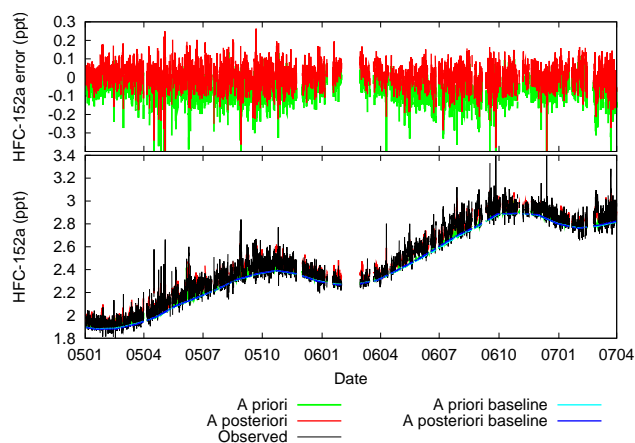 HFC-152a error (ppt)
0.3
0.2
0.1
0
-0.1
-0.2
-0.3
HFC-152a (ppt)
3.4
3.2
3
2.8
2.6
2.4
2.2
2
1.8
0501 0504 0507 0510 0601 0604 0607 0610 0701 0704
Date
A priori A priori baseline
A posteriori A posteriori baseline
Observed